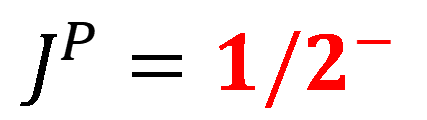 J^P = 1/2^−